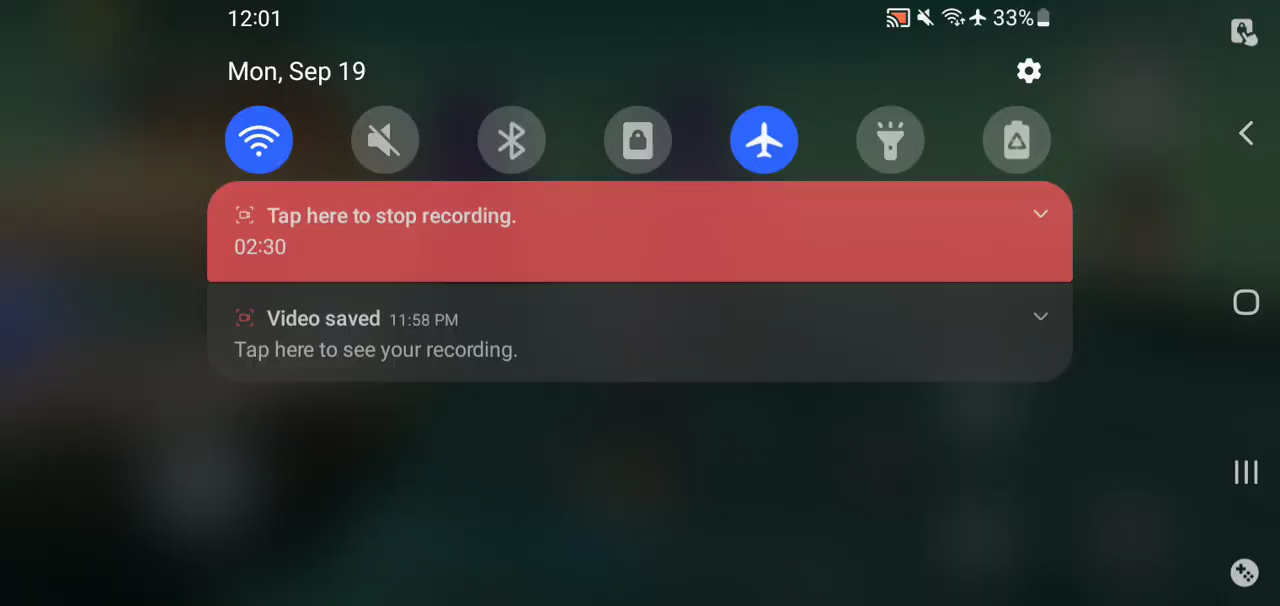 12:01
33%
Mon, Sep 19
Tap here to stop recording.
02:30
Video saved 11:58 PM
Tap here to see your recording.